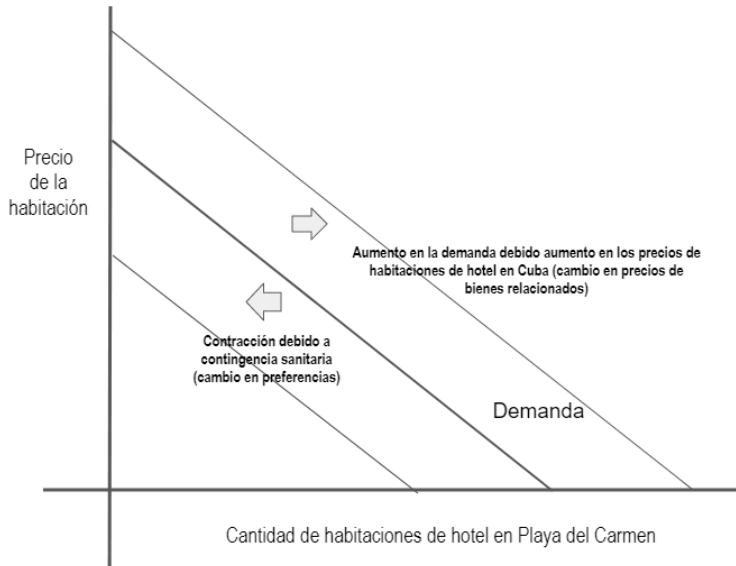 Precio
de la
habitación
Aumento en la demanda debido aumento en los precios de
habitaciones de hotel en Cuba (cambio en precios de
bienes relacionados)
Contracción debido a
contingencia sanitaria
(cambio en preferencias)
Demanda
Cantidad de habitaciones de hotel en Playa del Carmen